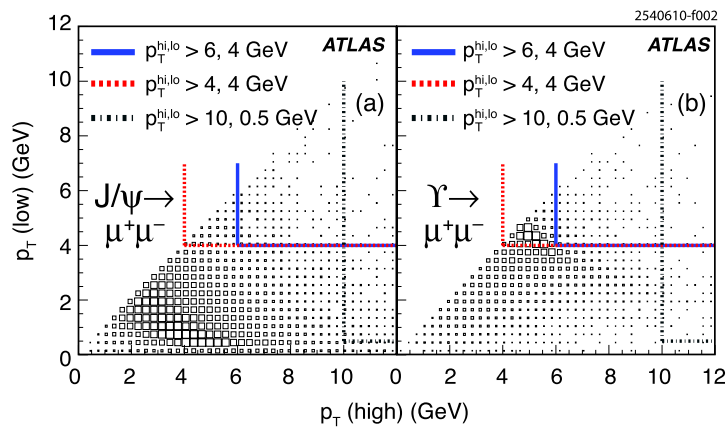 2540610-f002
12
10
8
6
4
2
0
p_T (low) (GeV)
ATLAS
p_T^{hi,lo} > 6, 4 GeV
p_T^{hi,lo} > 4, 4 GeV
p_T^{hi,lo} > 10, 0.5 GeV
(a)
J/ψ→
μ⁺μ⁻
ATLAS
p_T^{hi,lo} > 6, 4 GeV
p_T^{hi,lo} > 4, 4 GeV
p_T^{hi,lo} > 10, 0.5 GeV
(b)
ϒ→
μ⁺μ⁻
0 2 4 6 8 10 0 2 4 6 8 10 12
p_T (high) (GeV)